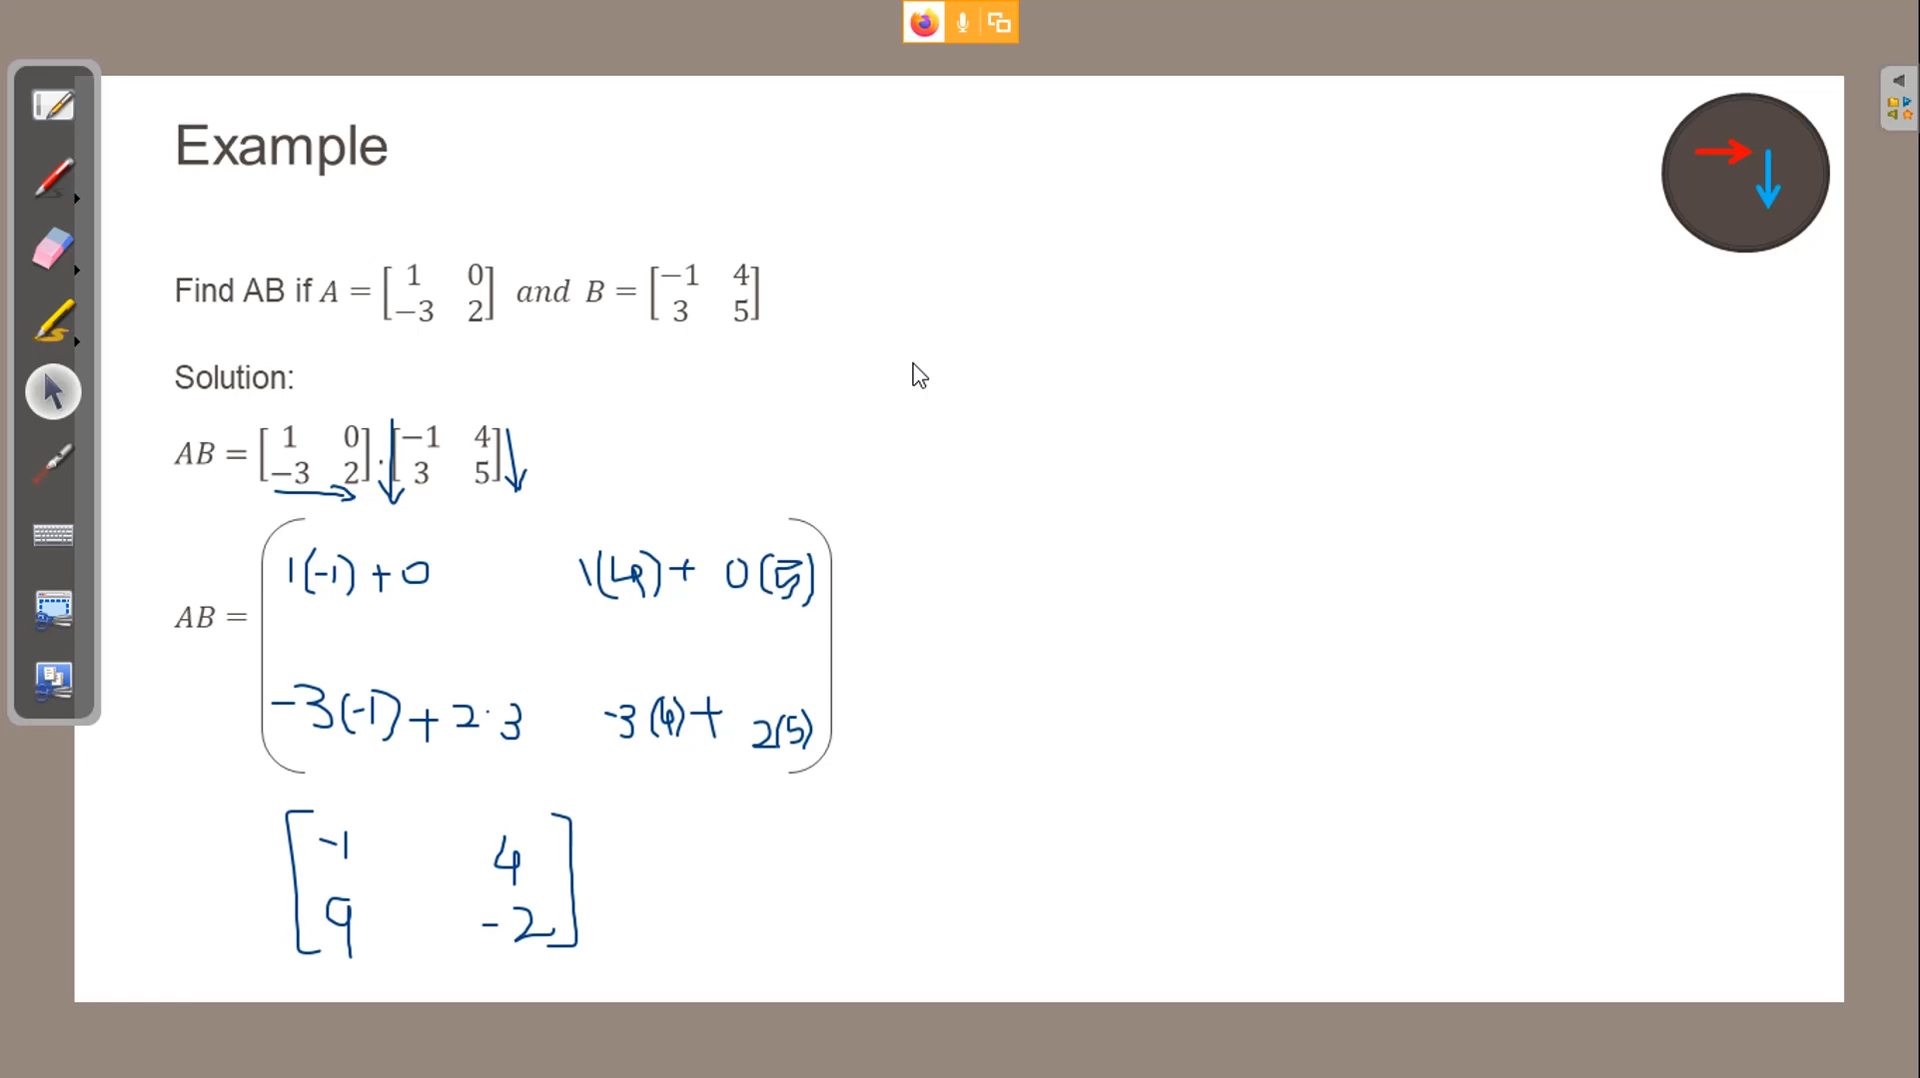 Example
Find AB if A = [1 0; −3 2] and B = [−1 4; 3 5]
Solution:
AB = [1 0; −3 2] . [−1 4; 3 5]
AB =
1(-1) + 0 1(4) + 0(5)
-3(-1) + 2·3 -3(4) + 2(5)
-1 4
9 -2